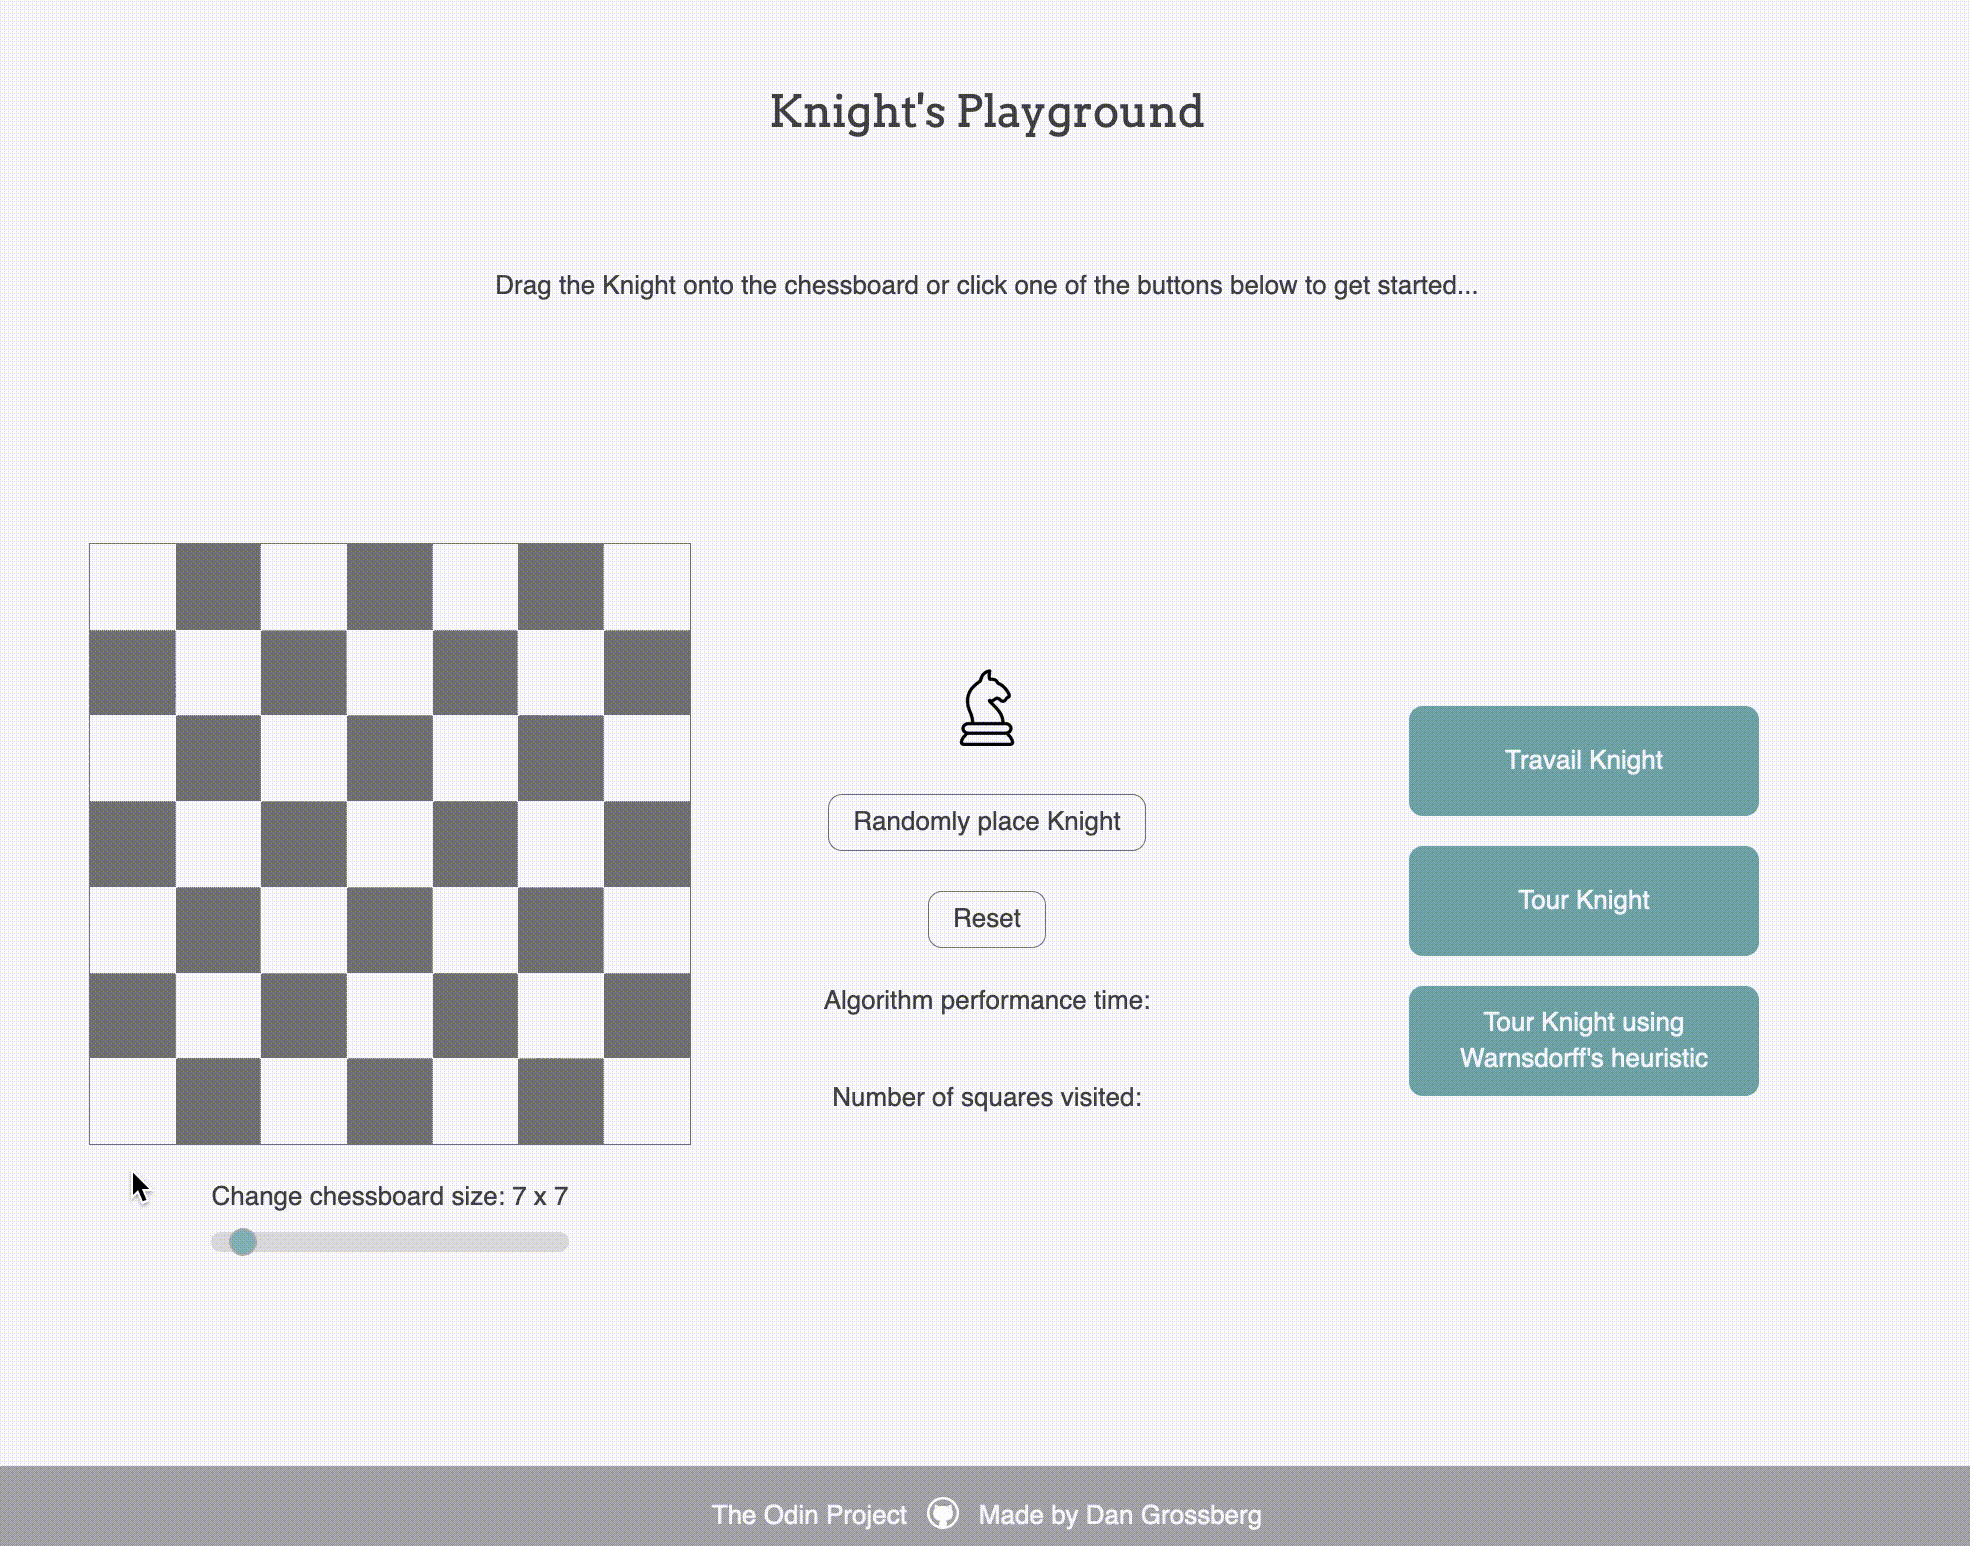 Knight's Playground
Drag the Knight onto the chessboard or click one of the buttons below to get started...
Randomly place Knight
Reset
Algorithm performance time:
Number of squares visited:
Travail Knight
Tour Knight
Tour Knight using
Warnsdorff's heuristic
Change chessboard size: 7 x 7
The Odin Project Made by Dan Grossberg